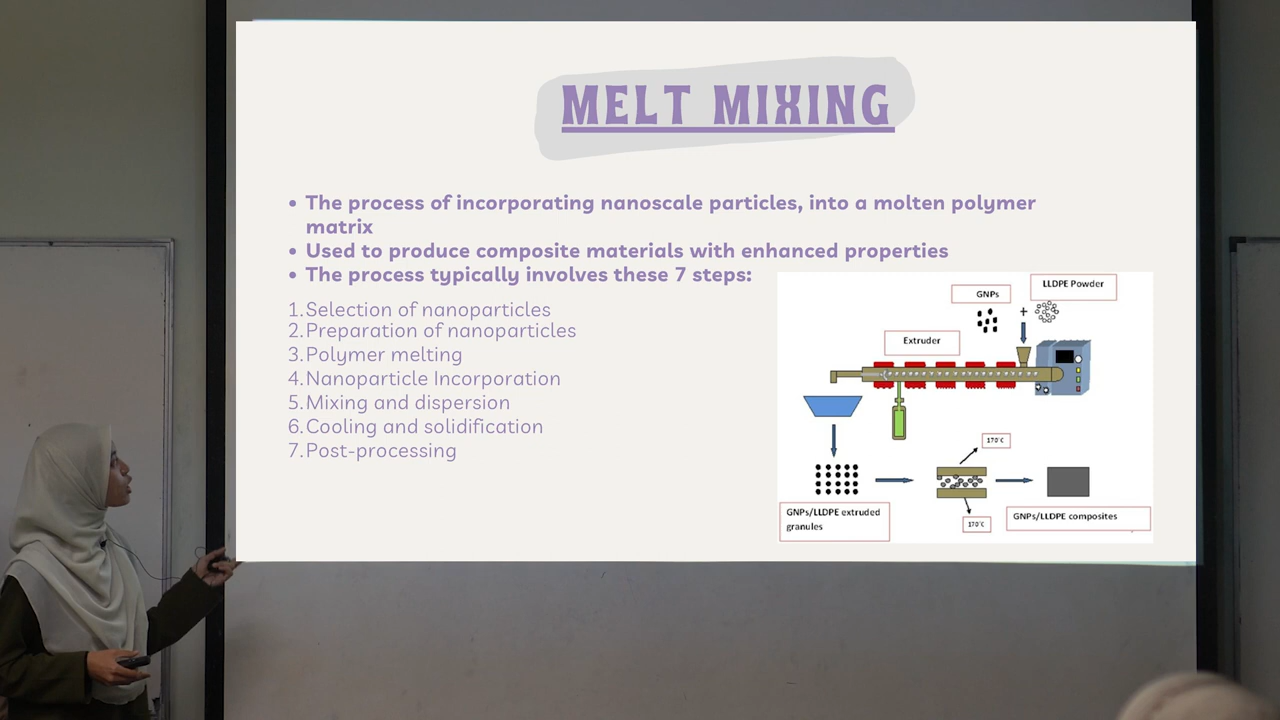 MELT MIXING
• The process of incorporating nanoscale particles, into a molten polymer
matrix
• Used to produce composite materials with enhanced properties
• The process typically involves these 7 steps:
1. Selection of nanoparticles
2. Preparation of nanoparticles
3. Polymer melting
4. Nanoparticle Incorporation
5. Mixing and dispersion
6. Cooling and solidification
7. Post-processing
GNPs
+
LLDPE Powder
Extruder
170˚C
170˚C
GNPs/LLDPE extruded
granules
GNPs/LLDPE composites